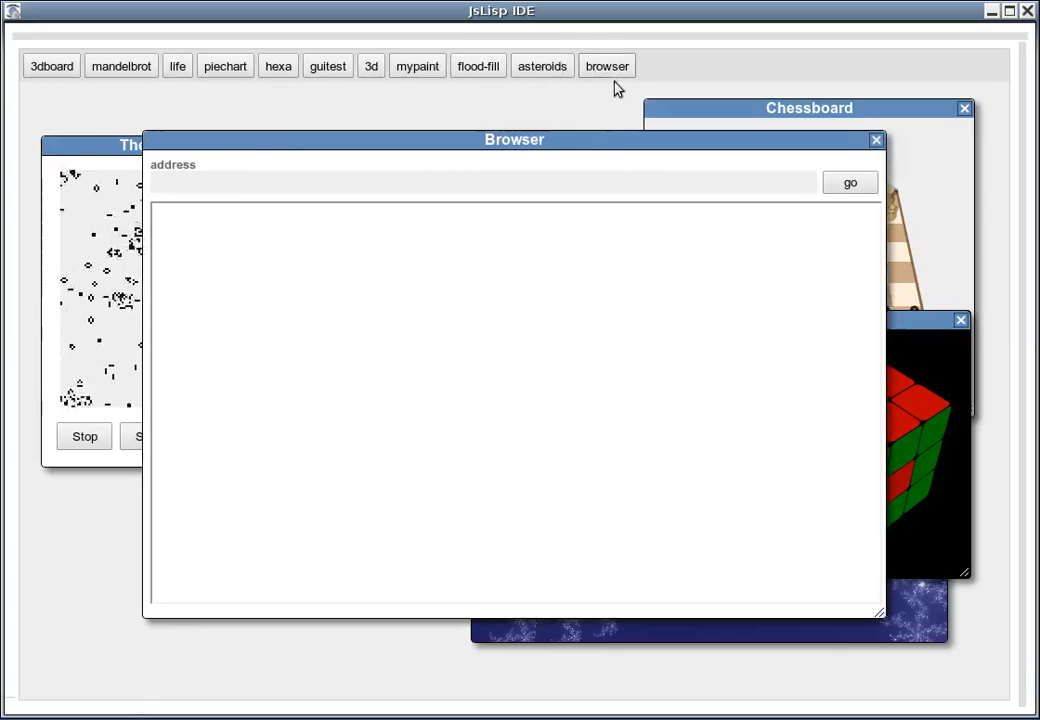 JsLisp IDE
3dboard mandelbrot life piechart hexa guitest 3d mypaint flood-fill asteroids browser
Chessboard
Browser
address
go
Stop